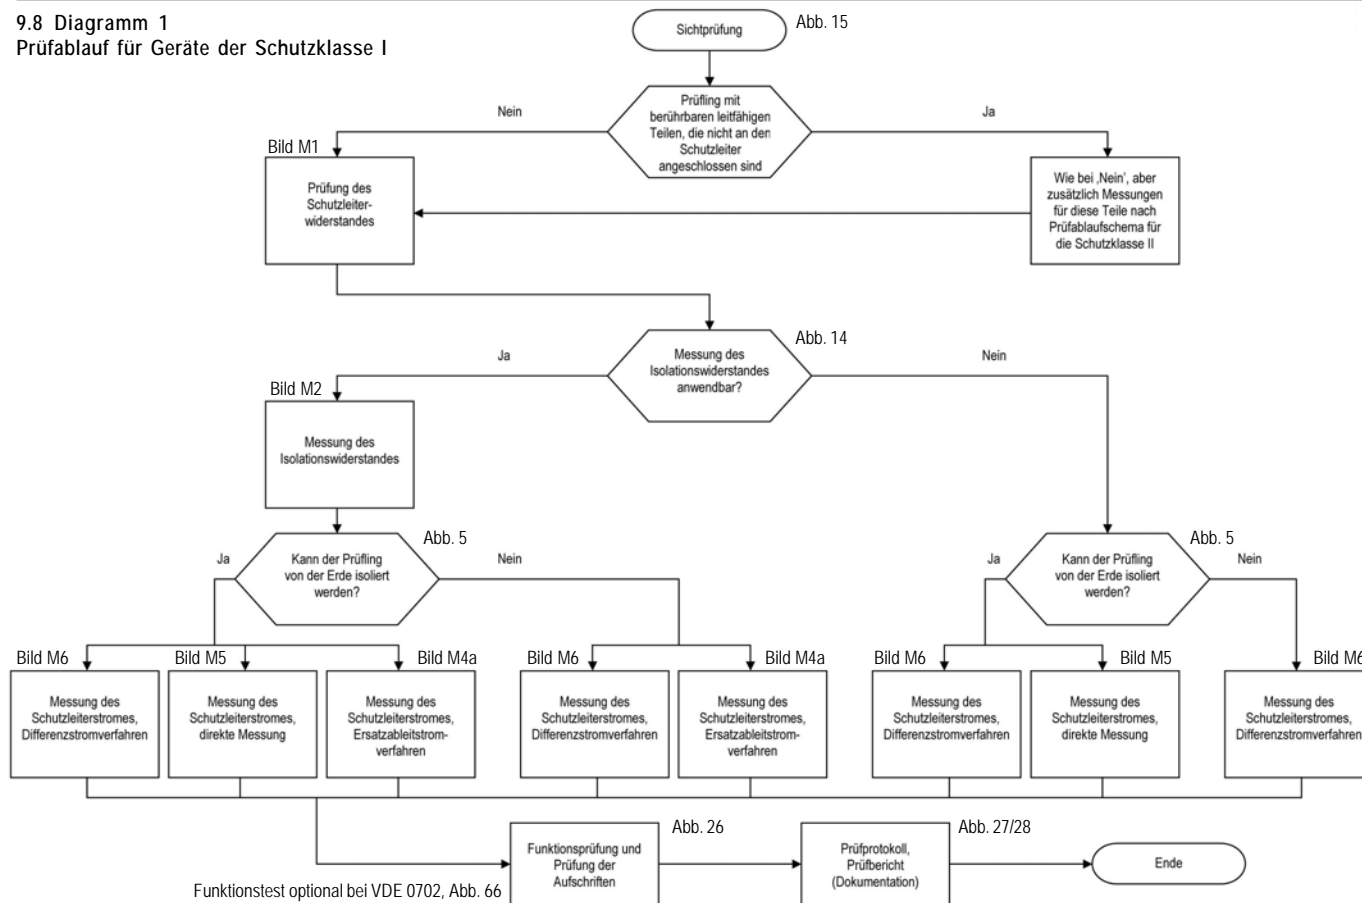 9.8 Diagramm 1
Prüfablauf für Geräte der Schutzklasse I
Sichtprüfung
Abb. 15
Nein
Prüfling mit
berührbaren leitfähigen
Teilen, die nicht an den
Schutzleiter
angeschlossen sind
Ja
Bild M1
Prüfung des
Schutzleiter-
widerstandes
Wie bei ‚Nein', aber
zusätzlich Messungen
für diese Teile nach
Prüfablaufschema für
die Schutzklasse II
Abb. 14
Ja
Messung des
Isolationswiderstandes
anwendbar?
Nein
Bild M2
Messung des
Isolationswiderstandes
Abb. 5
Ja
Kann der Prüfling
von der Erde isoliert
werden?
Nein
Abb. 5
Ja
Kann der Prüfling
von der Erde isoliert
werden?
Nein
Bild M6
Messung des
Schutzleiterstromes,
Differenzstromverfahren
Bild M5
Messung des
Schutzleiterstromes,
direkte Messung
Bild M4a
Messung des
Schutzleiterstromes,
Ersatzableitstrom-
verfahren
Bild M6
Messung des
Schutzleiterstromes,
Differenzstromverfahren
Bild M4a
Messung des
Schutzleiterstromes,
Ersatzableitstrom-
verfahren
Bild M6
Messung des
Schutzleiterstromes,
Differenzstromverfahren
Bild M5
Messung des
Schutzleiterstromes,
direkte Messung
Bild M6
Messung des
Schutzleiterstromes,
Differenzstromverfahren
Abb. 26
Funktionsprüfung und
Prüfung der
Aufschriften
Abb. 27/28
Prüfprotokoll,
Prüfbericht
(Dokumentation)
Ende
Funktionstest optional bei VDE 0702, Abb. 66